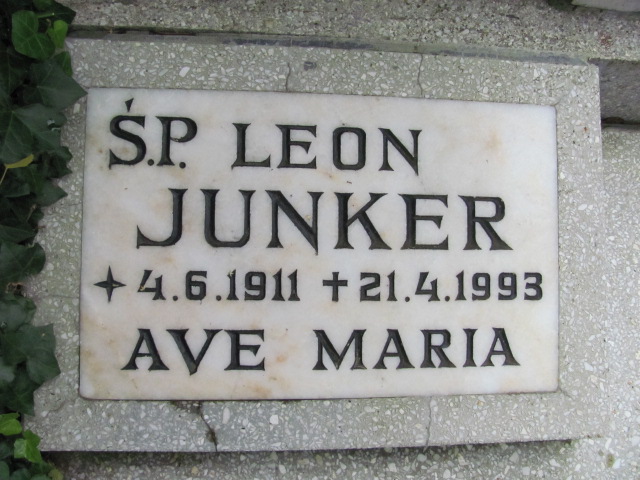 Ś.P. LEON
JUNKER
✦ 4.6.1911 ✝ 21.4.1993
AVE MARIA